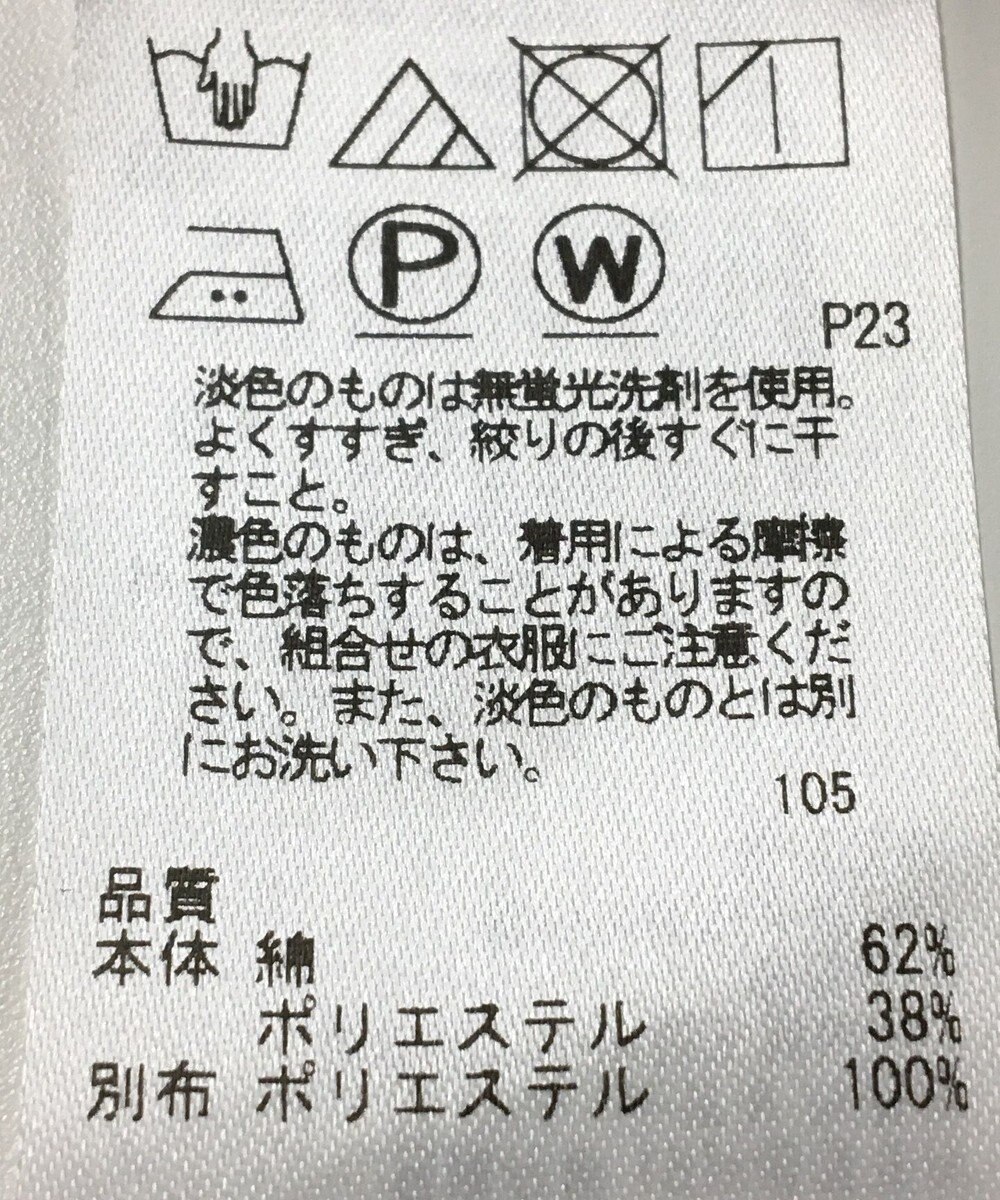 P
W
P23
淡色のものは無蛍光洗剤を使用。
よくすすぎ、絞りの後すぐに干
すこと。
濃色のものは、着用による摩擦
で色落ちすることがありますの
で、組合せの衣服にご注意くだ
さい。また、淡色のものとは別
にお洗い下さい。
105
品質
本体 綿 62%
ポリエステル 38%
別布 ポリエステル 100%